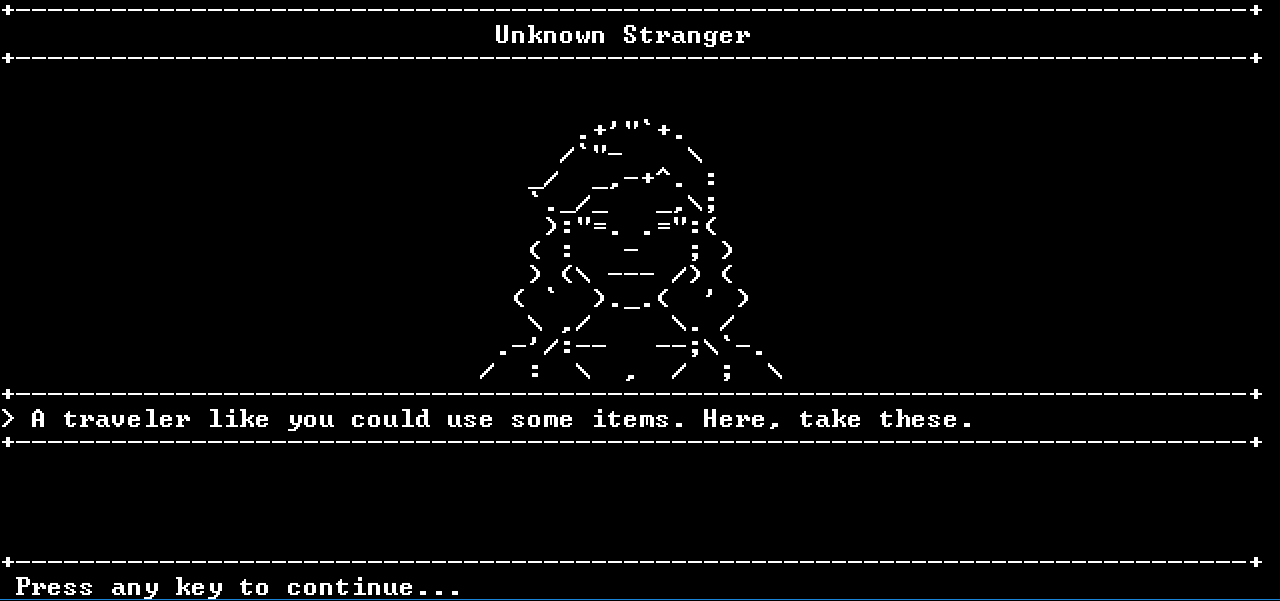 Unknown Stranger
> A traveler like you could use some items. Here, take these.
Press any key to continue...